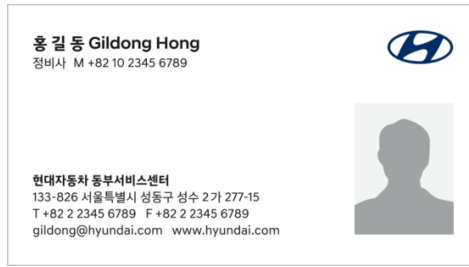 홍 길 동 Gildong Hong
정비사 M +82 10 2345 6789
현대자동차 동부서비스센터
133-826 서울특별시 성동구 성수 2가 277-15
T +82 2 2345 6789 F +82 2 2345 6789
gildong@hyundai.com www.hyundai.com